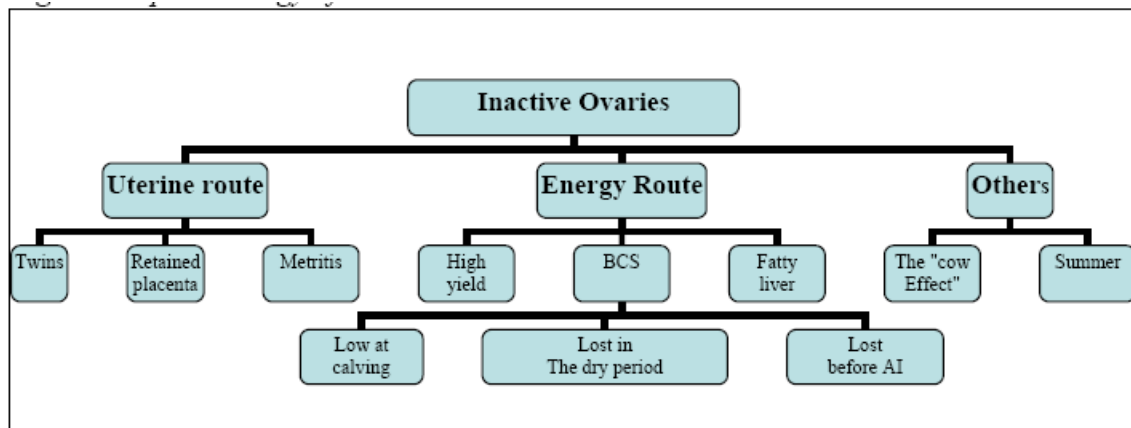 Inactive Ovaries
Uterine route
Energy Route
Others
Twins
Retained
placenta
Metritis
High
yield
BCS
Fatty
liver
The "cow
Effect"
Summer
Low at
calving
Lost in
The dry period
Lost
before AI